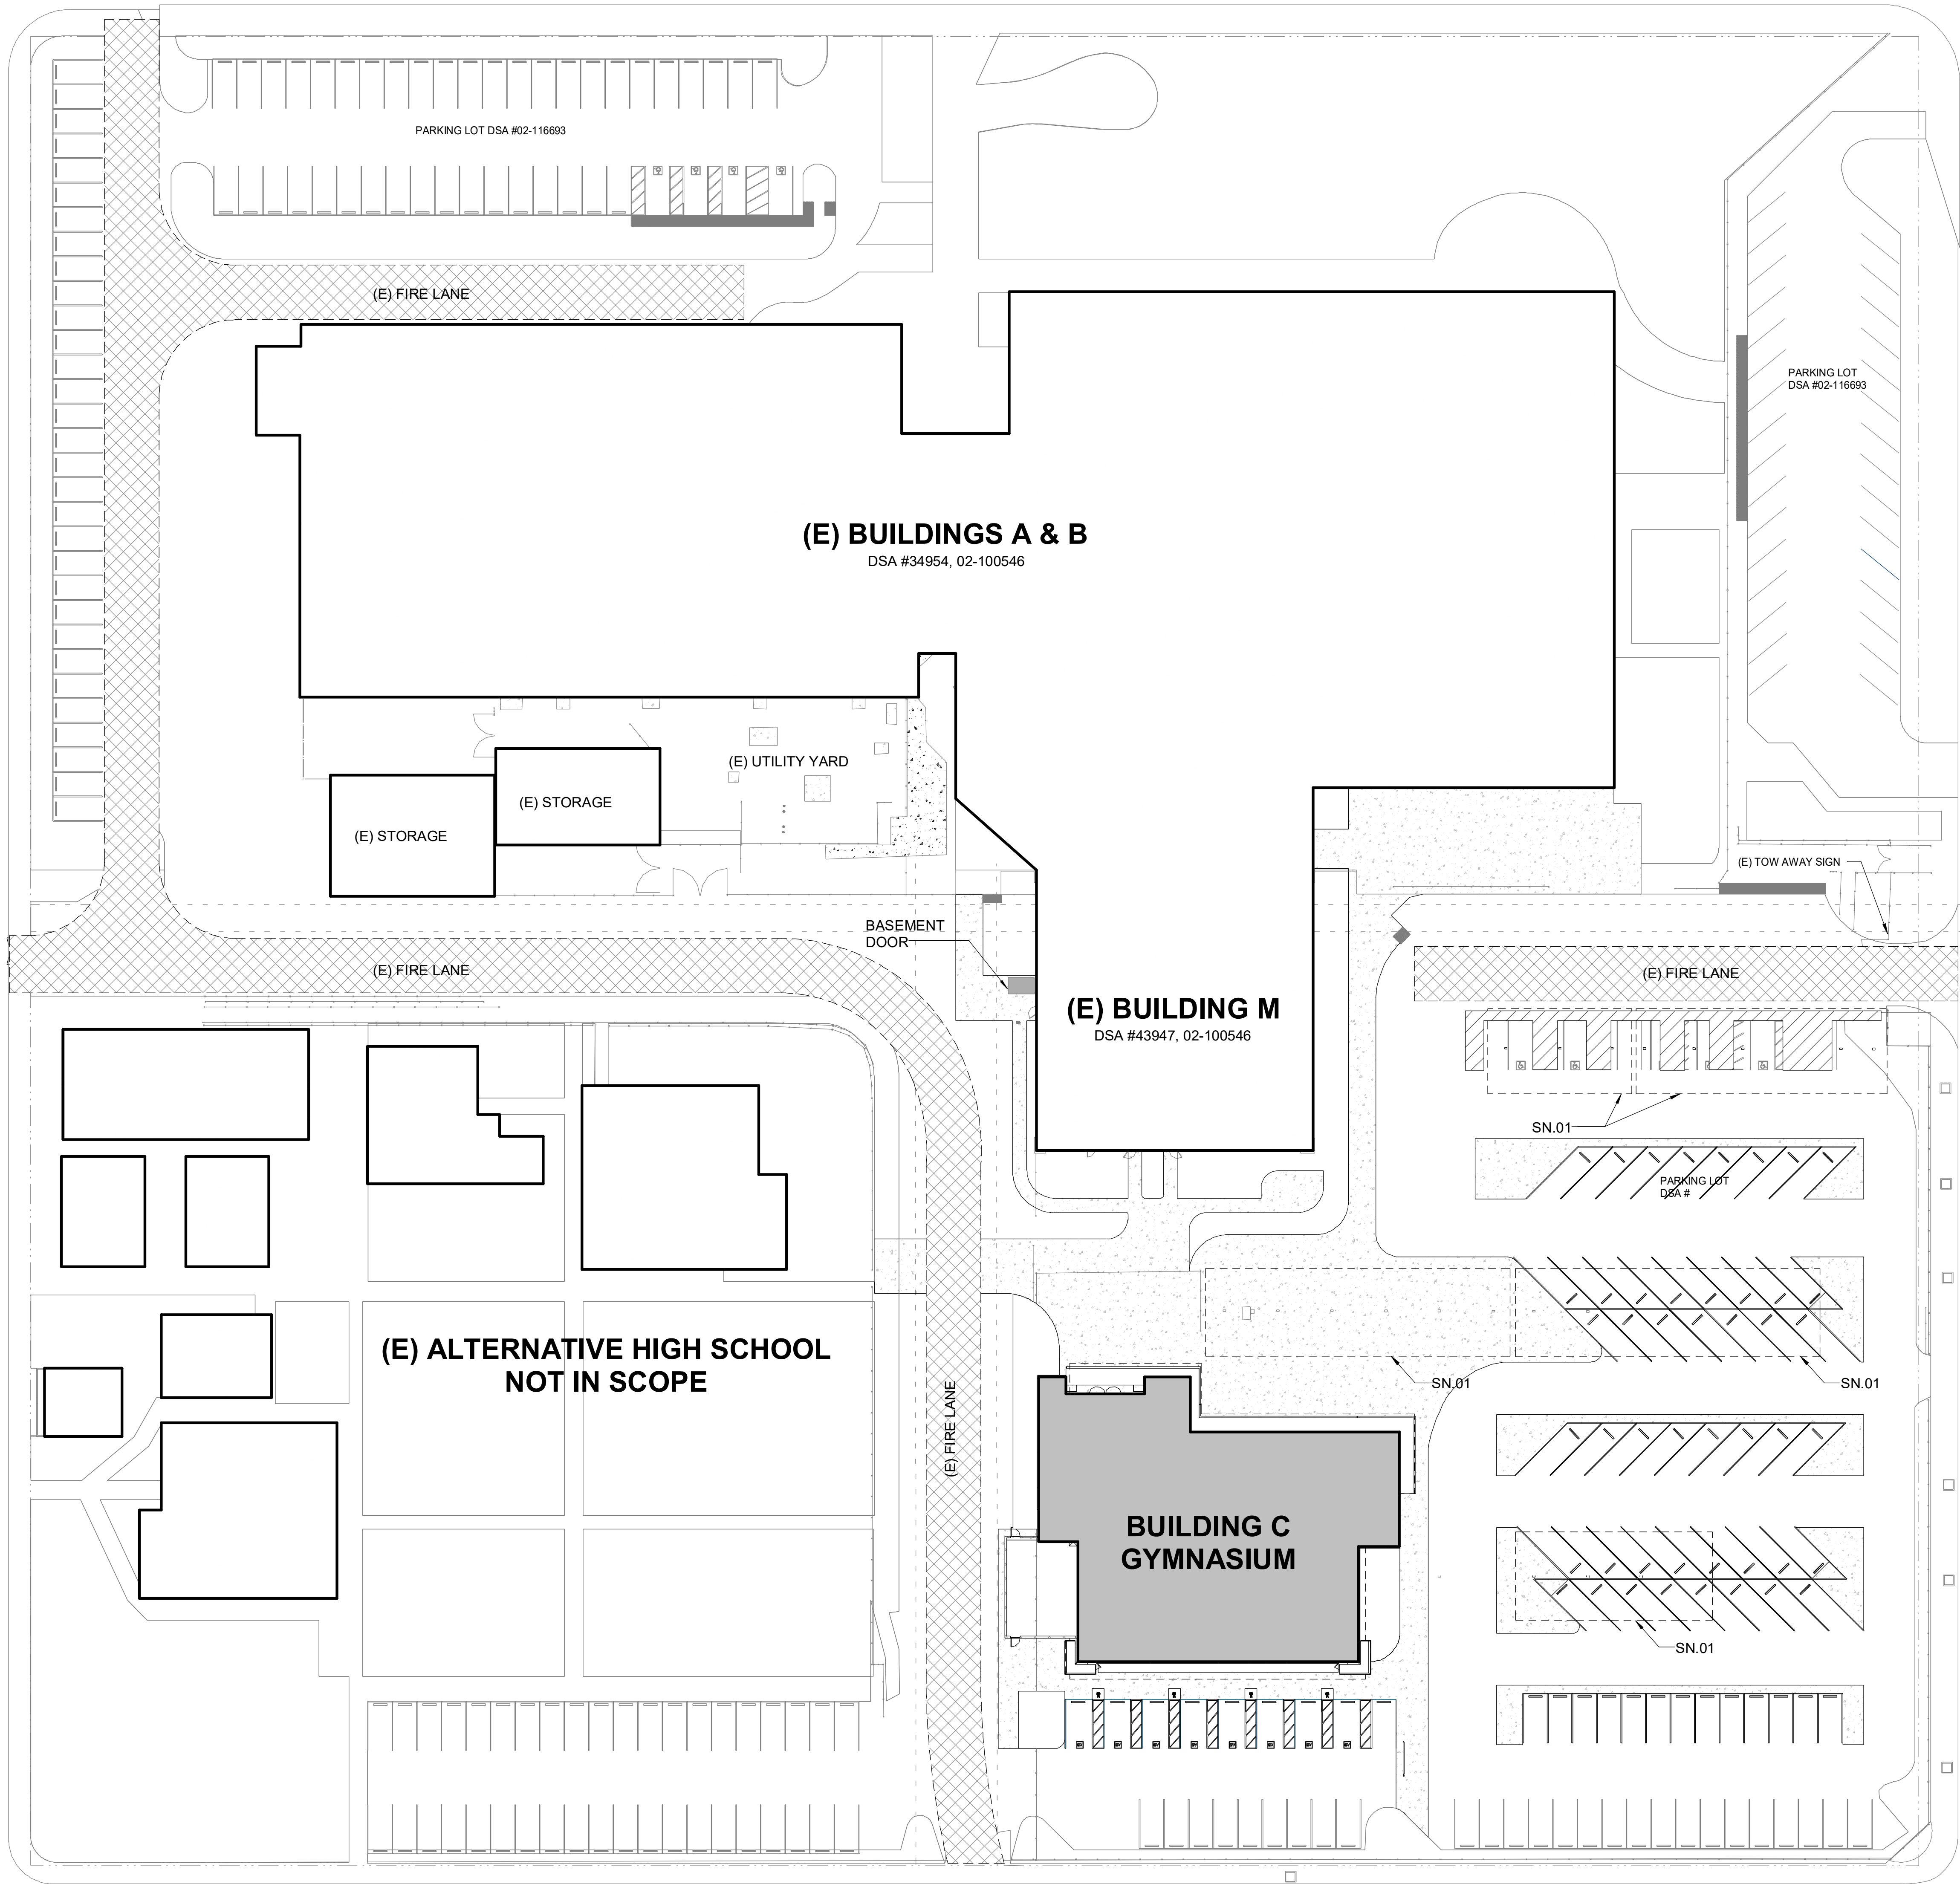 PARKING LOT DSA #02-116693
(E) FIRE LANE
PARKING LOT
DSA #02-116693
(E) BUILDINGS A & B
DSA #34954, 02-100546
(E) UTILITY YARD
(E) STORAGE
(E) STORAGE
(E) TOW AWAY SIGN
BASEMENT
DOOR
(E) FIRE LANE
(E) FIRE LANE
(E) BUILDING M
DSA #43947, 02-100546
SN.01
PARKING LOT
DSA #
(E) ALTERNATIVE HIGH SCHOOL
NOT IN SCOPE
SN.01
SN.01
(E) FIRE LANE
BUILDING C
GYMNASIUM
SN.01